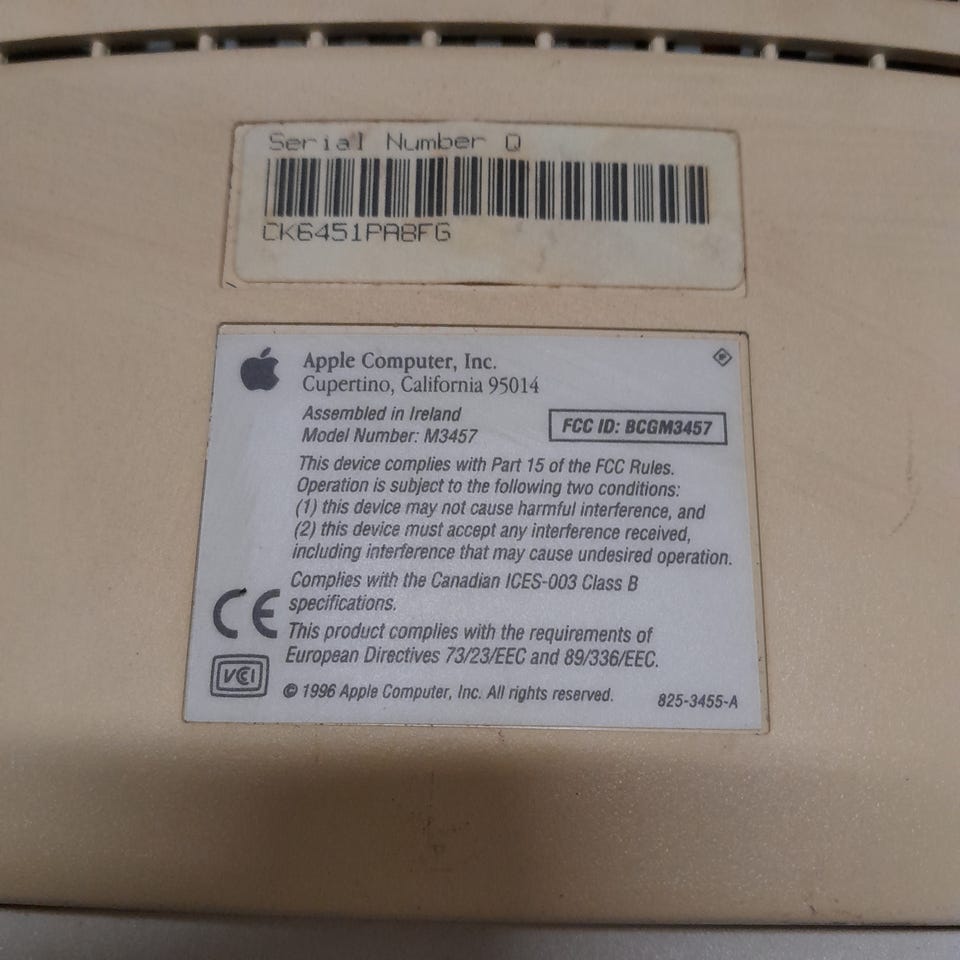 Serial Number Q
CK6451PA8FG
Apple Computer, Inc.
Cupertino, California 95014
Assembled in Ireland
Model Number: M3457
FCC ID: BCGM3457
This device complies with Part 15 of the FCC Rules.
Operation is subject to the following two conditions:
(1) this device may not cause harmful interference, and
(2) this device must accept any interference received,
including interference that may cause undesired operation.
Complies with the Canadian ICES-003 Class B
specifications.
CE
This product complies with the requirements of
European Directives 73/23/EEC and 89/336/EEC.
VCI
© 1996 Apple Computer, Inc. All rights reserved.
825-3455-A